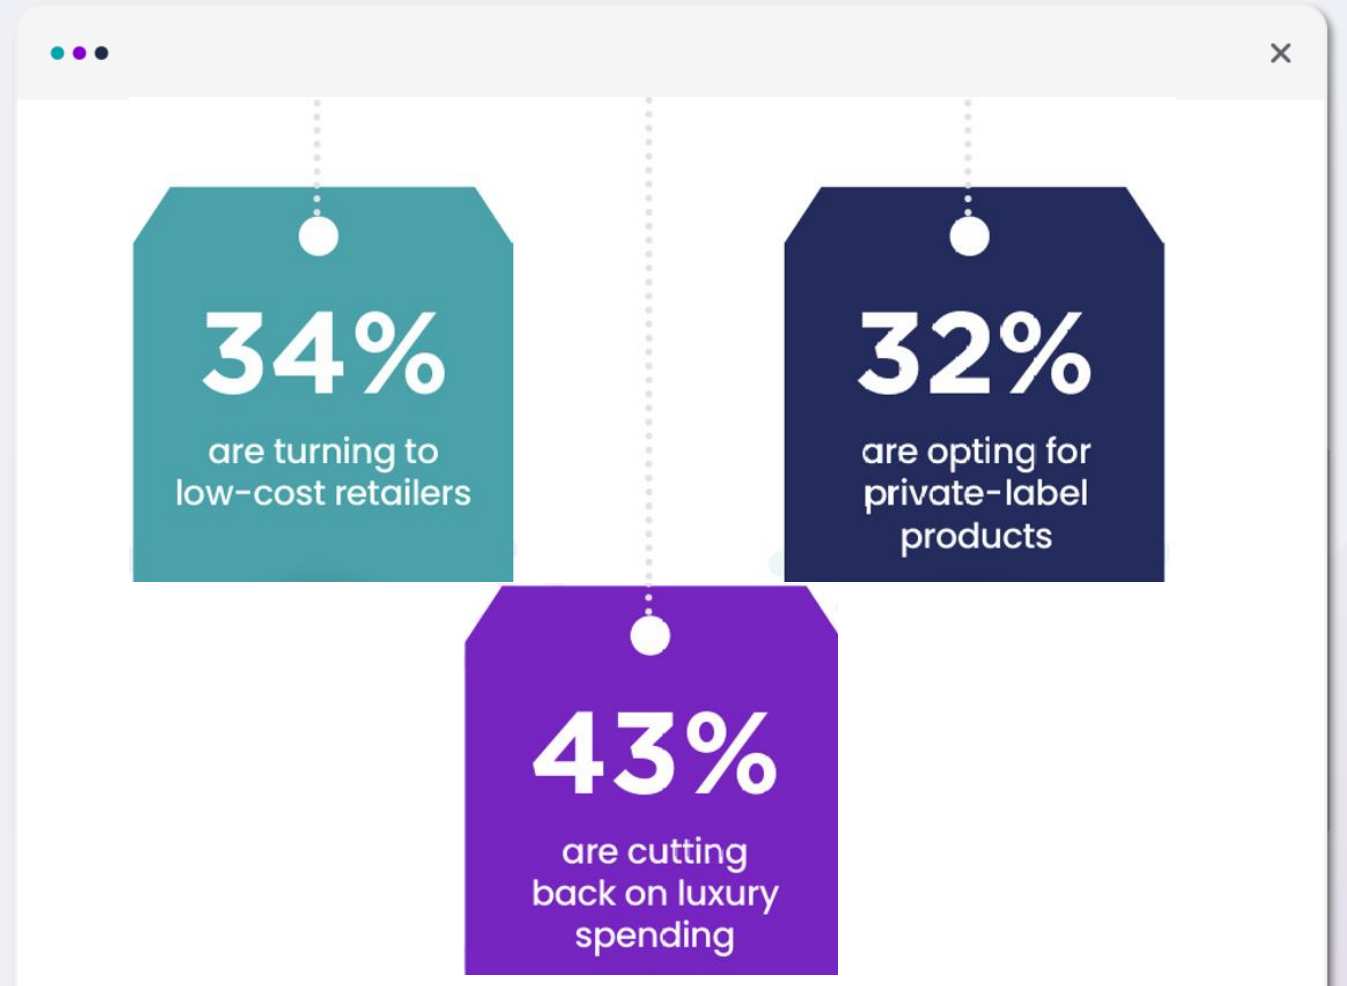 34%
are turning to
low-cost retailers
32%
are opting for
private-label
products
43%
are cutting
back on luxury
spending